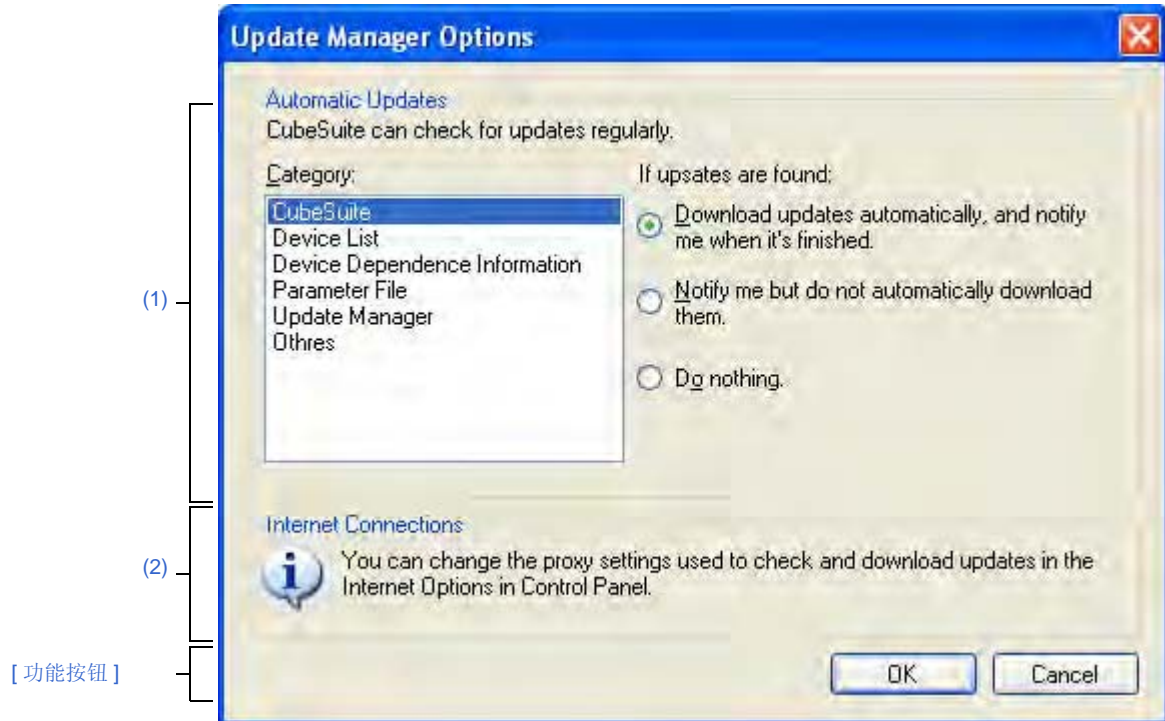 Update Manager Options
Automatic Updates
CubeSuite can check for updates regularly.
Category:
If upsates are found:
CubeSuite
Device List
Device Dependence Information
Parameter File
Update Manager
Othres
Download updates automatically, and notify
me when it's finished.
Notify me but do not automatically download
them.
Do nothing.
(1)
Internet Connections
You can change the proxy settings used to check and download updates in the
Internet Options in Control Panel.
(2)
[ 功能按钮 ]
OK
Cancel